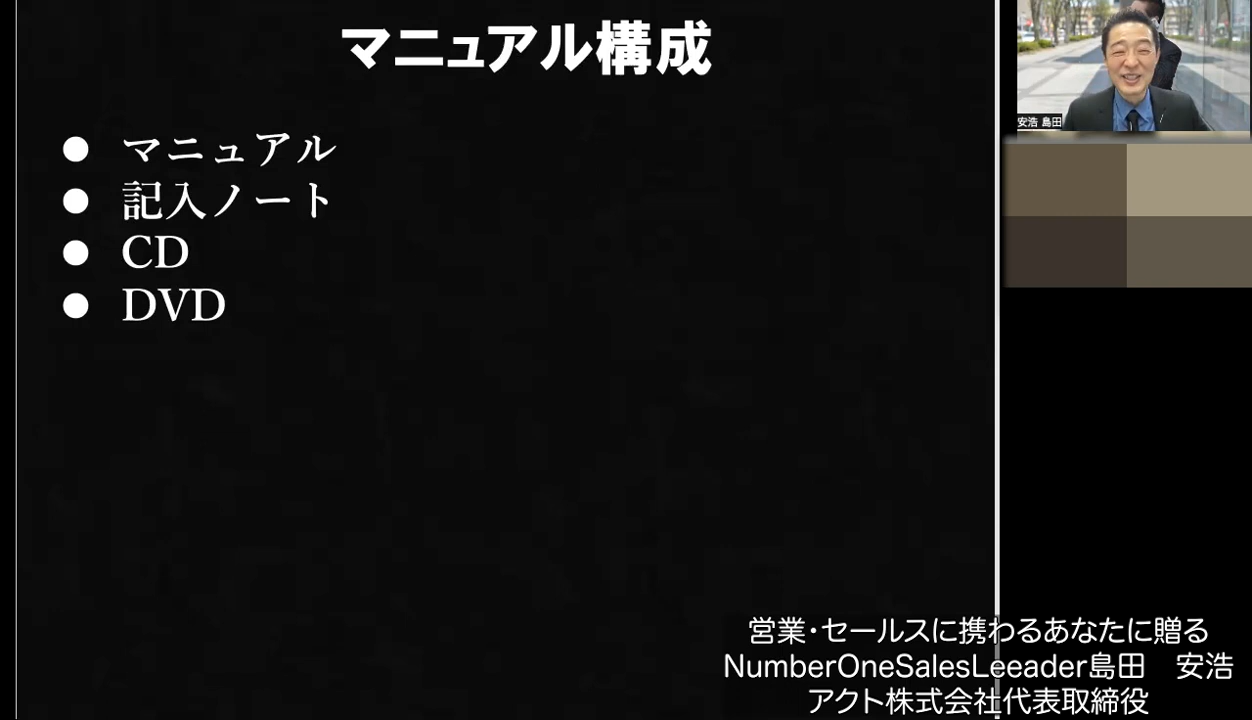 マニュアル構成
● マニュアル
● 記入ノート
● CD
● DVD
安浩 島田
営業・セールスに携わるあなたに贈る
NumberOneSalesLeeader島田　安浩
アクト株式会社代表取締役